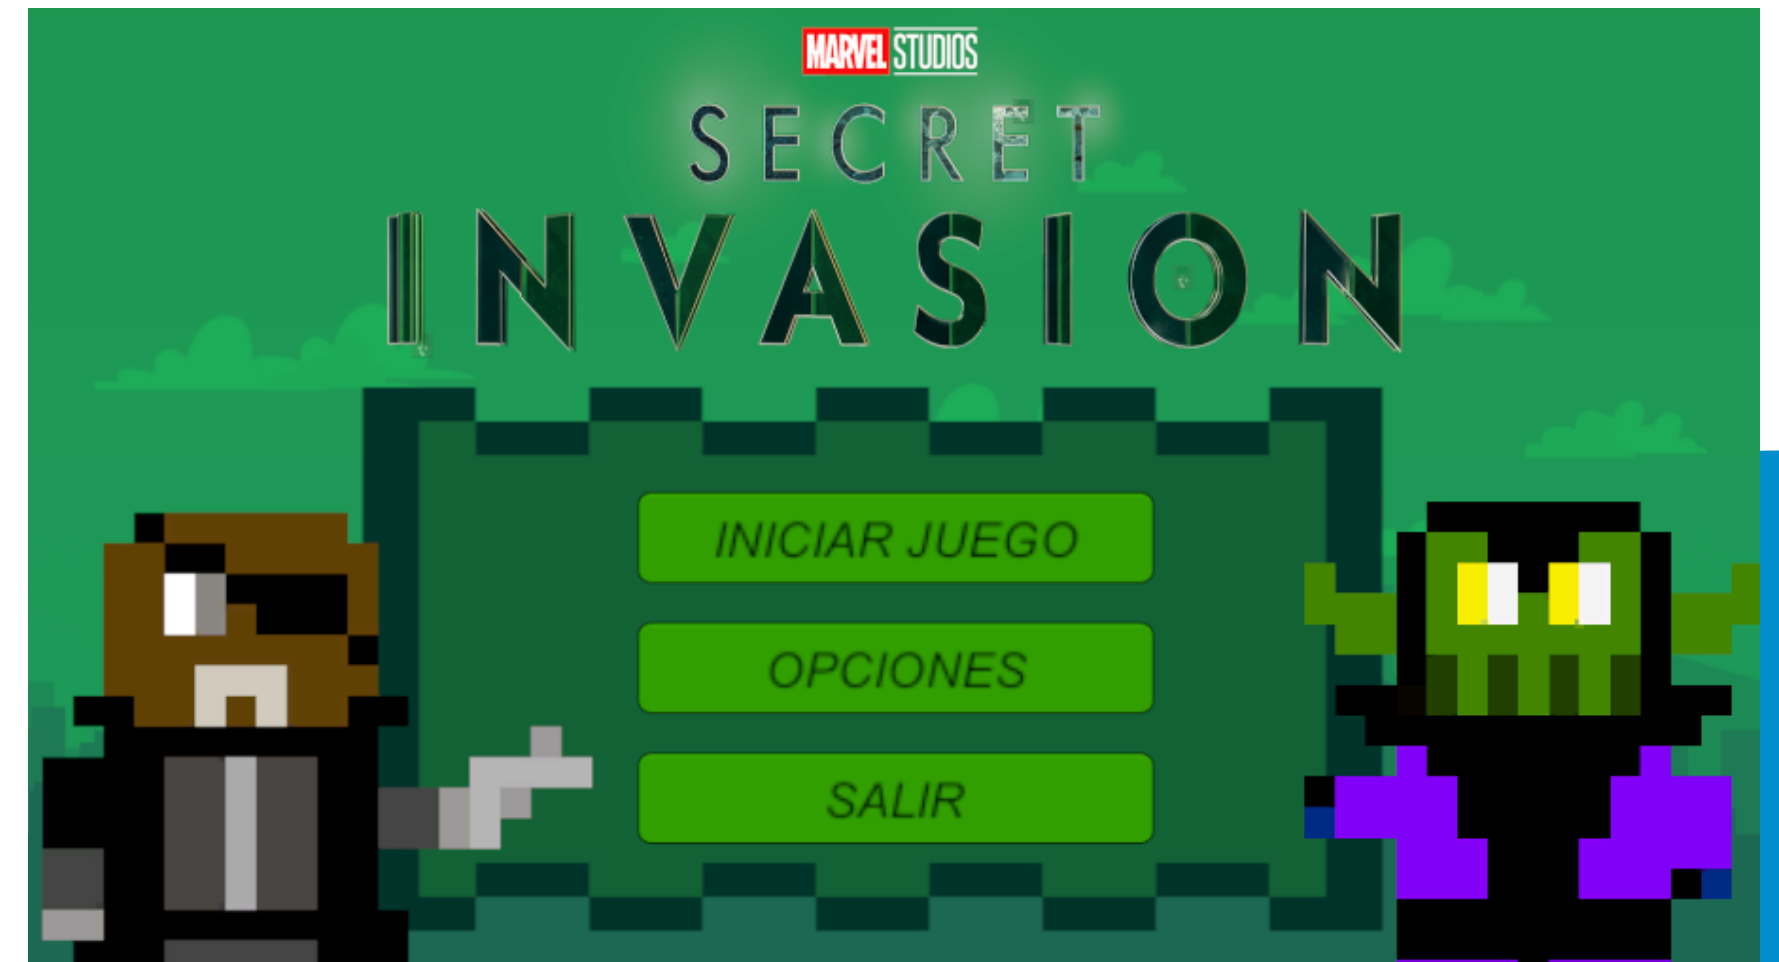 MARVEL STUDIOS
SECRET
INVASION
INICIAR JUEGO
OPCIONES
SALIR